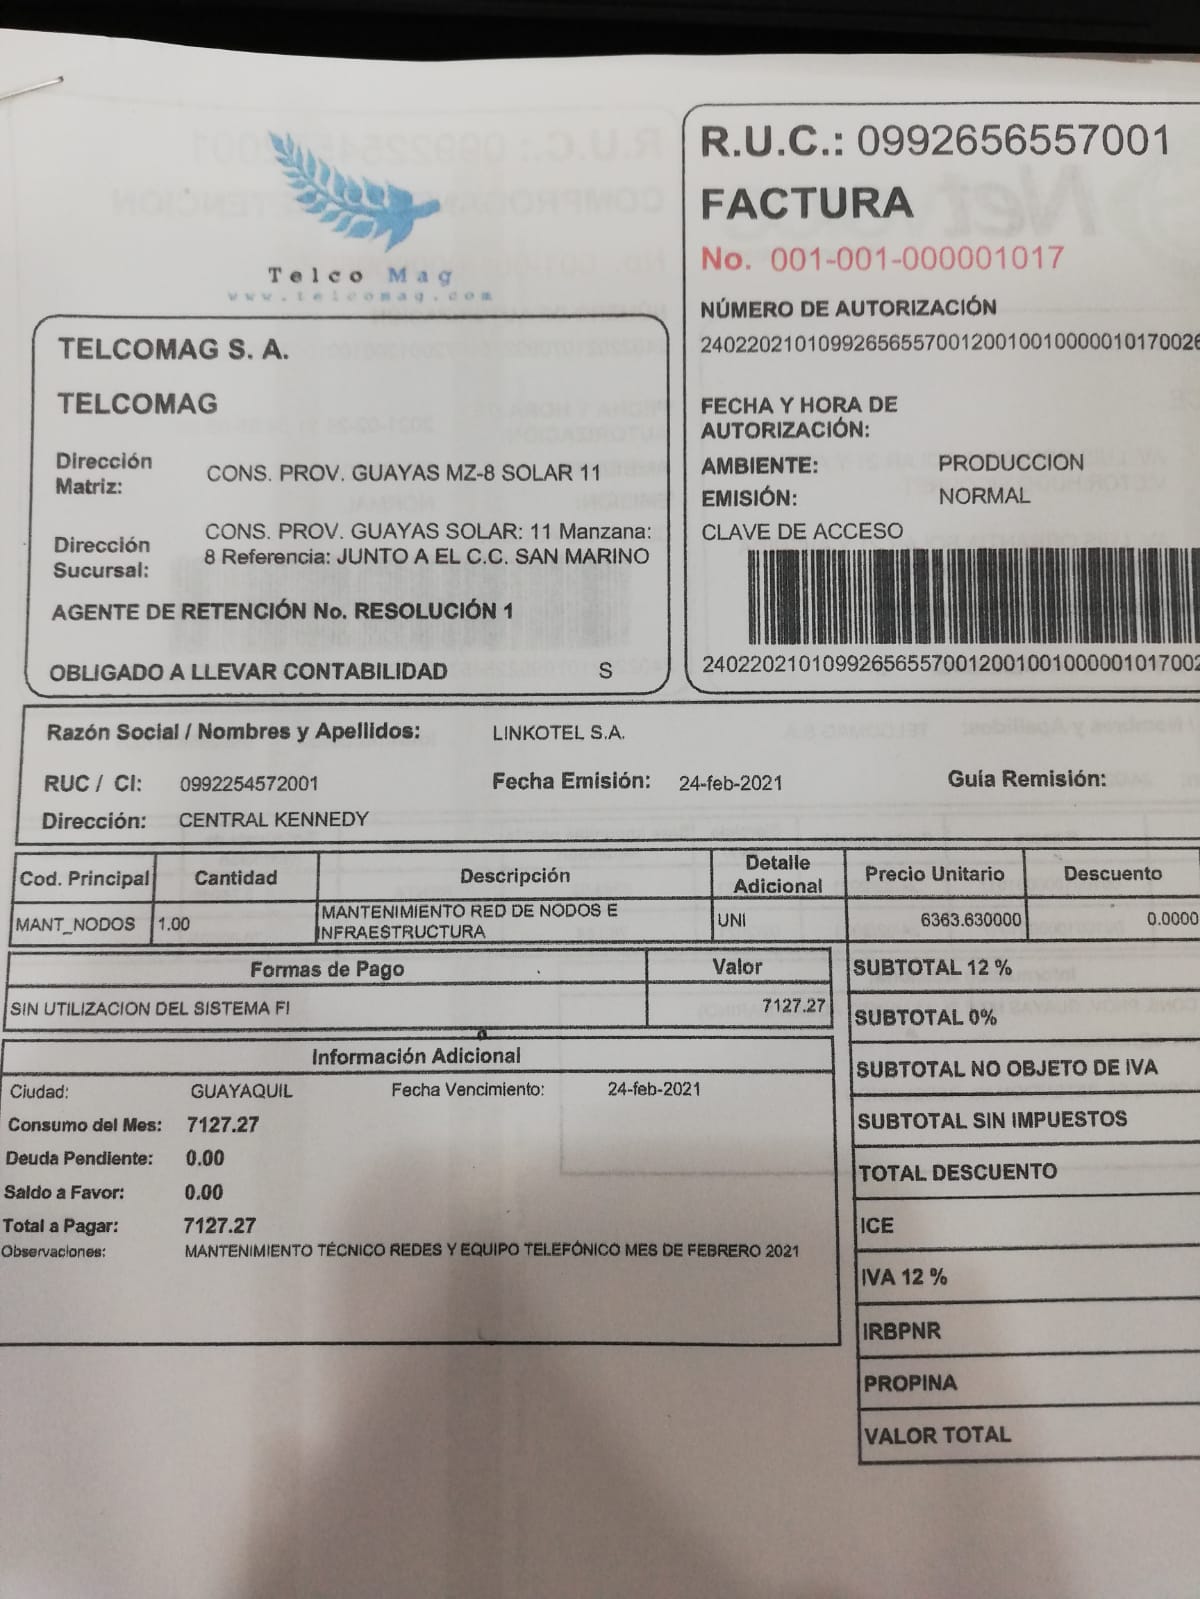 Telco Mag
www.telcomag.com
TELCOMAG S. A.
TELCOMAG
Dirección Matriz: CONS. PROV. GUAYAS MZ-8 SOLAR 11
Dirección Sucursal: CONS. PROV. GUAYAS SOLAR: 11 Manzana:
8 Referencia: JUNTO A EL C.C. SAN MARINO
AGENTE DE RETENCIÓN No. RESOLUCIÓN 1
OBLIGADO A LLEVAR CONTABILIDAD S
R.U.C.: 0992656557001
FACTURA
No. 001-001-000001017
NÚMERO DE AUTORIZACIÓN
FECHA Y HORA DE
AUTORIZACIÓN:
AMBIENTE: PRODUCCION
EMISIÓN: NORMAL
CLAVE DE ACCESO
Razón Social / Nombres y Apellidos: LINKOTEL S.A.
RUC / CI: 0992254572001 Fecha Emisión: 24-feb-2021 Guía Remisión:
Dirección: CENTRAL KENNEDY
Cod. Principal Cantidad Descripción Detalle Adicional Precio Unitario Descuento
MANT_NODOS 1.00 MANTENIMIENTO RED DE NODOS E INFRAESTRUCTURA UNI 6363.630000 0.0000
Formas de Pago Valor
SIN UTILIZACION DEL SISTEMA FI 7127.27
Información Adicional
Ciudad: GUAYAQUIL Fecha Vencimiento: 24-feb-2021
Consumo del Mes: 7127.27
Deuda Pendiente: 0.00
Saldo a Favor: 0.00
Total a Pagar: 7127.27
Observaciones: MANTENIMIENTO TÉCNICO REDES Y EQUIPO TELEFÓNICO MES DE FEBRERO 2021
SUBTOTAL 12 %
SUBTOTAL 0%
SUBTOTAL NO OBJETO DE IVA
SUBTOTAL SIN IMPUESTOS
TOTAL DESCUENTO
ICE
IVA 12 %
IRBPNR
PROPINA
VALOR TOTAL